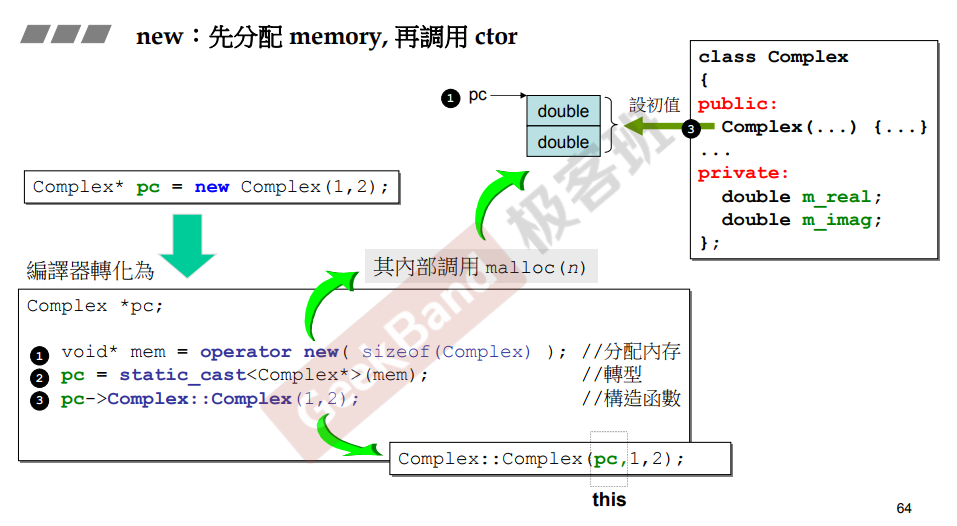 new：先分配 memory, 再調用 ctor
class Complex
{
public:
Complex(...) {...}
...
private:
double m_real;
double m_imag;
};
1 pc
double
double
設初值
3
Complex* pc = new Complex(1,2);
編譯器轉化為
其內部調用 malloc(n)
Complex *pc;
1 void* mem = operator new( sizeof(Complex) ); //分配內存
2 pc = static_cast<Complex*>(mem); //轉型
3 pc->Complex::Complex(1,2); //構造函數
Complex::Complex(pc,1,2);
this
GeekBand 极客班
64